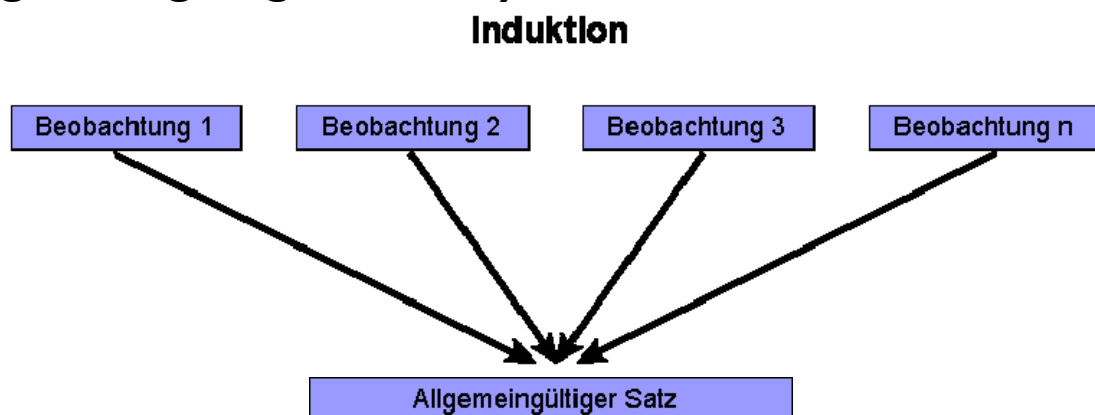 Induktion
Beobachtung 1
Beobachtung 2
Beobachtung 3
Beobachtung n
Allgemeingültiger Satz